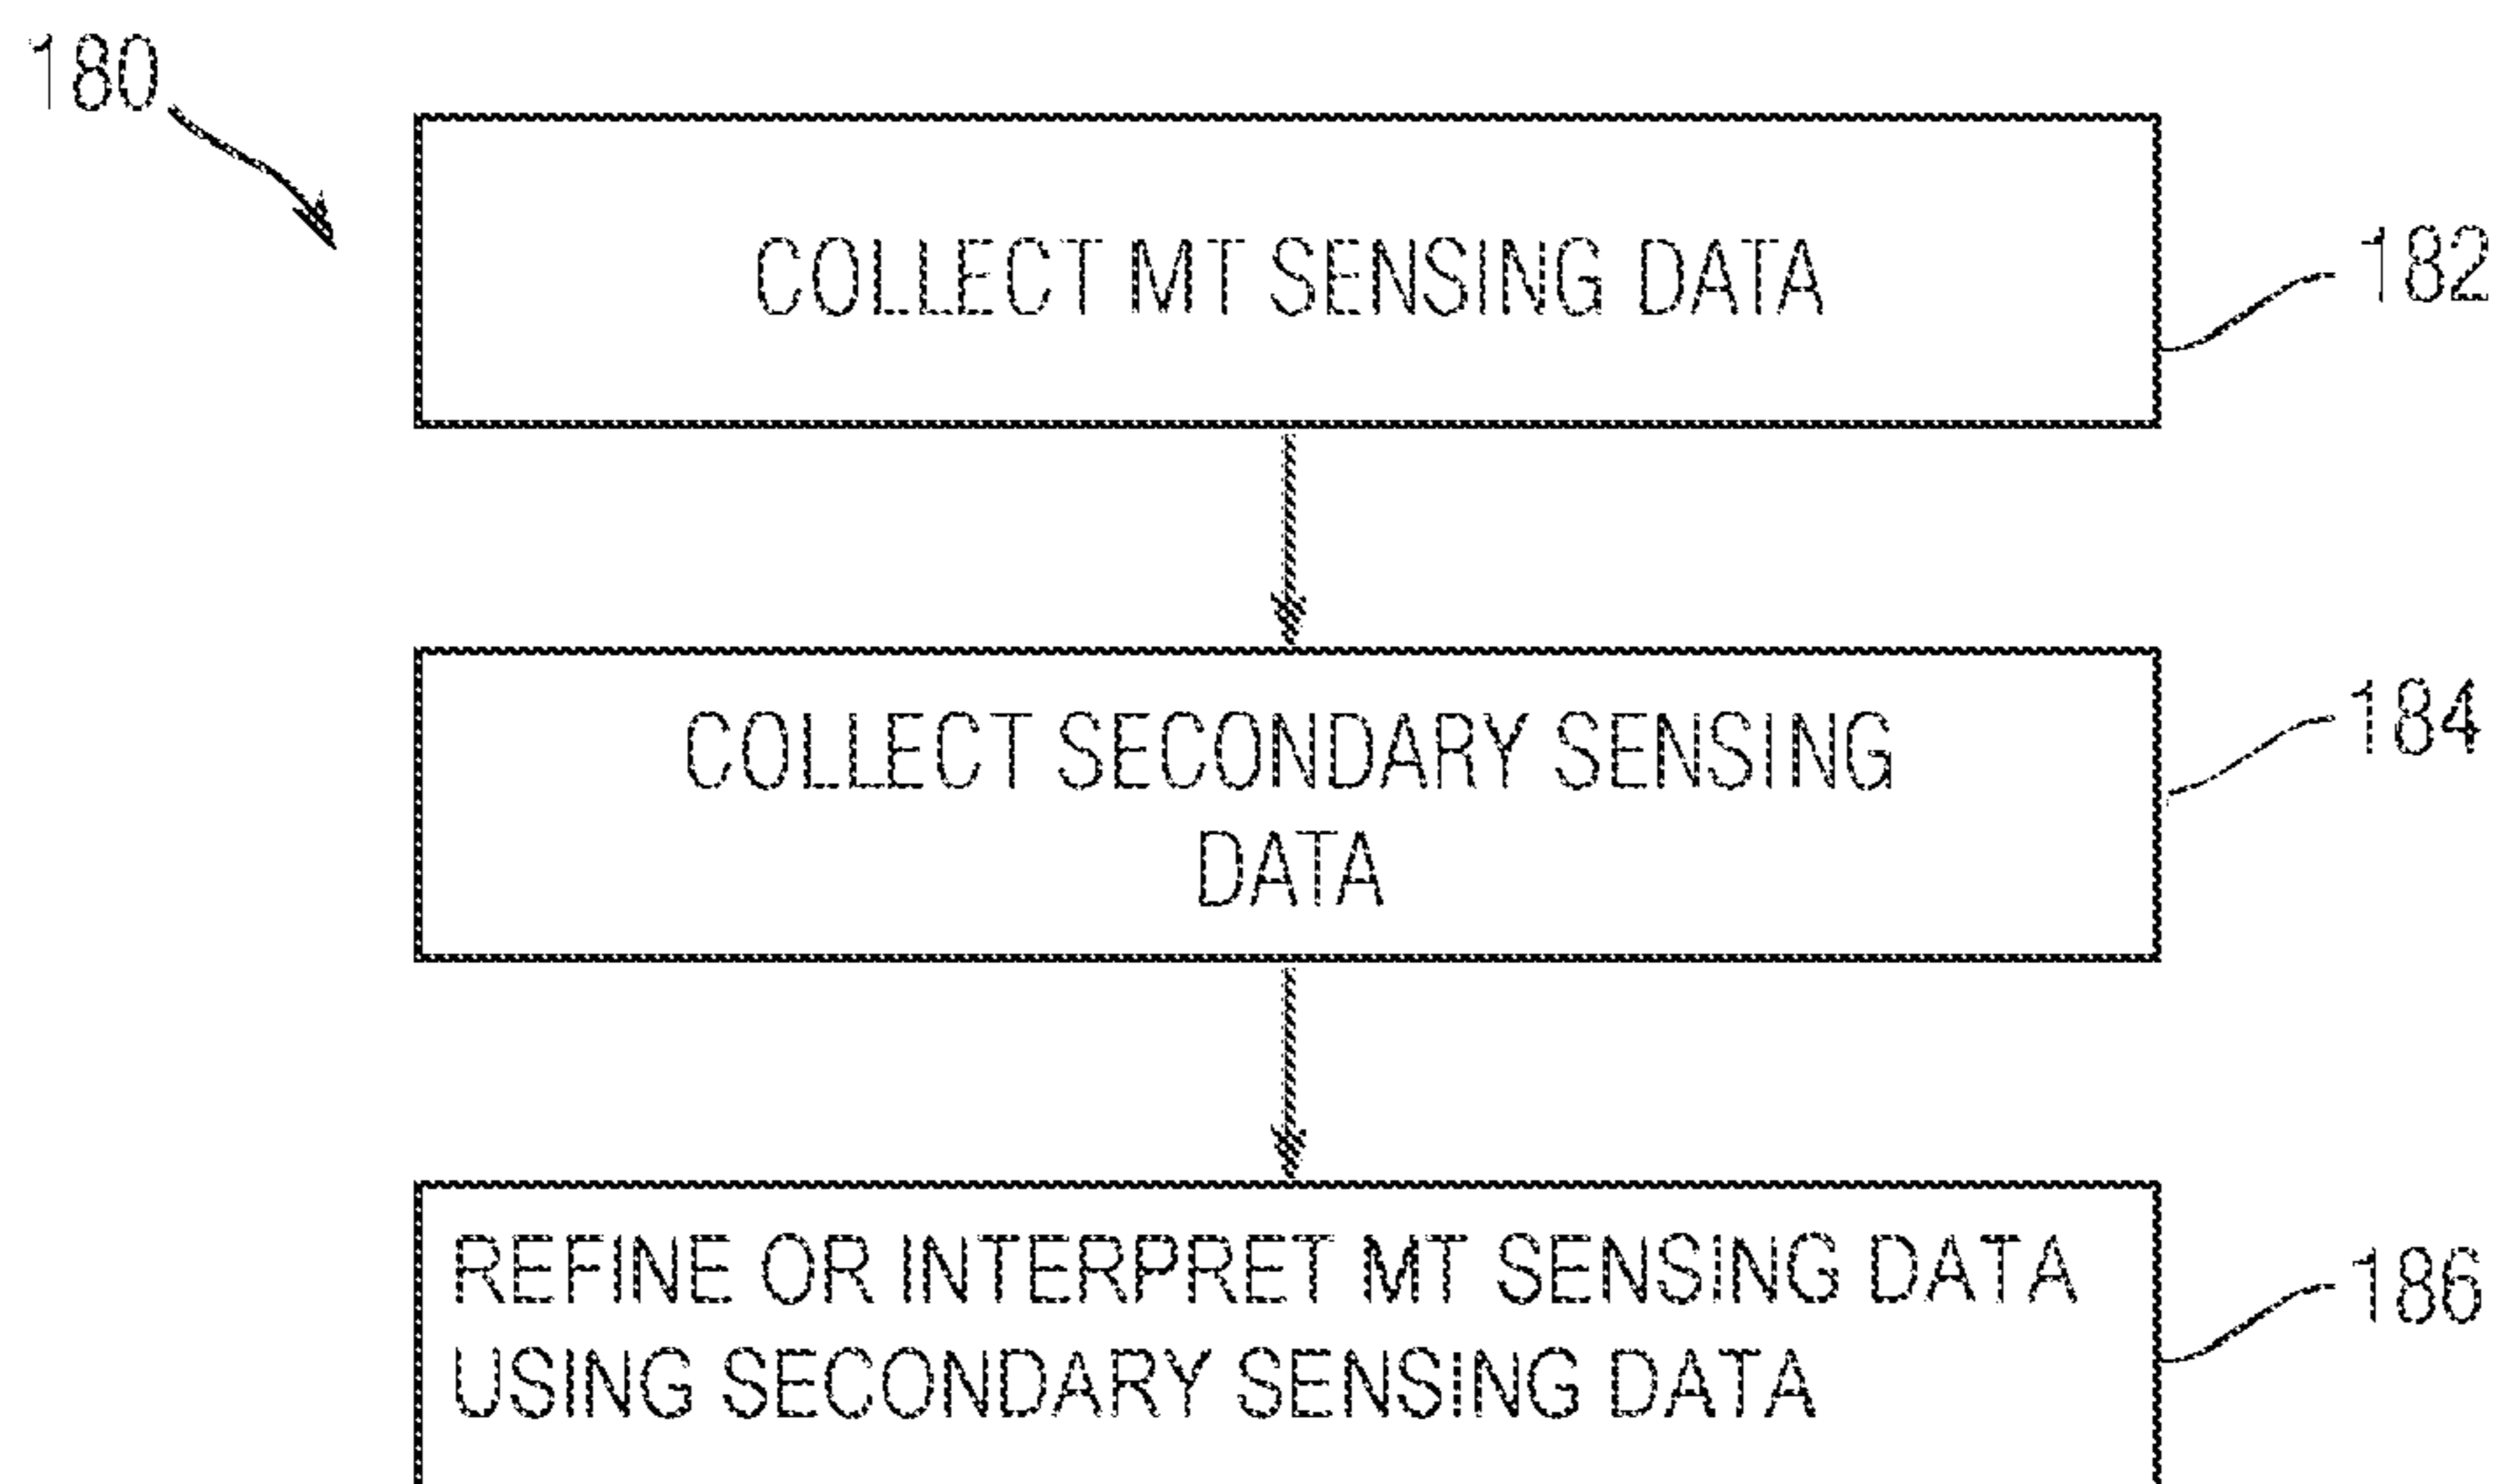 180
COLLECT MT SENSING DATA
182
COLLECT SECONDARY SENSING
DATA
184
REFINE OR INTERPRET MT SENSING DATA
USING SECONDARY SENSING DATA
186